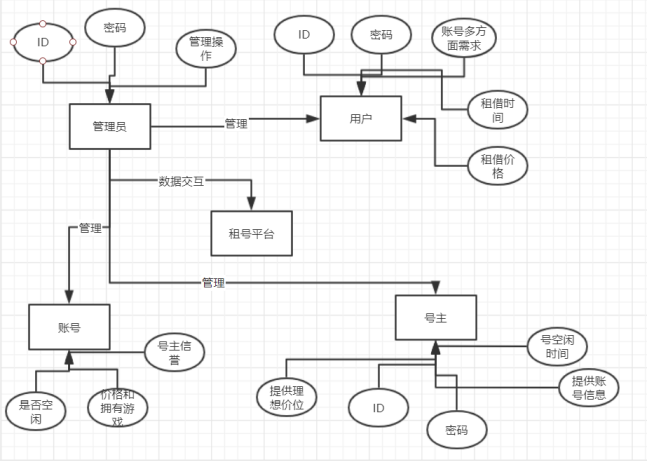 ID
密码
管理操
作
ID
密码
账号多方
面需求
管理员
管理
用户
租借时
间
租借价
格
数据交互
租号平台
管理
管理
账号
号主
号主信
誉
号空闲
时间
是否空
闲
价格和
拥有游
戏
提供理
想价位
ID
密码
提供账
号信息